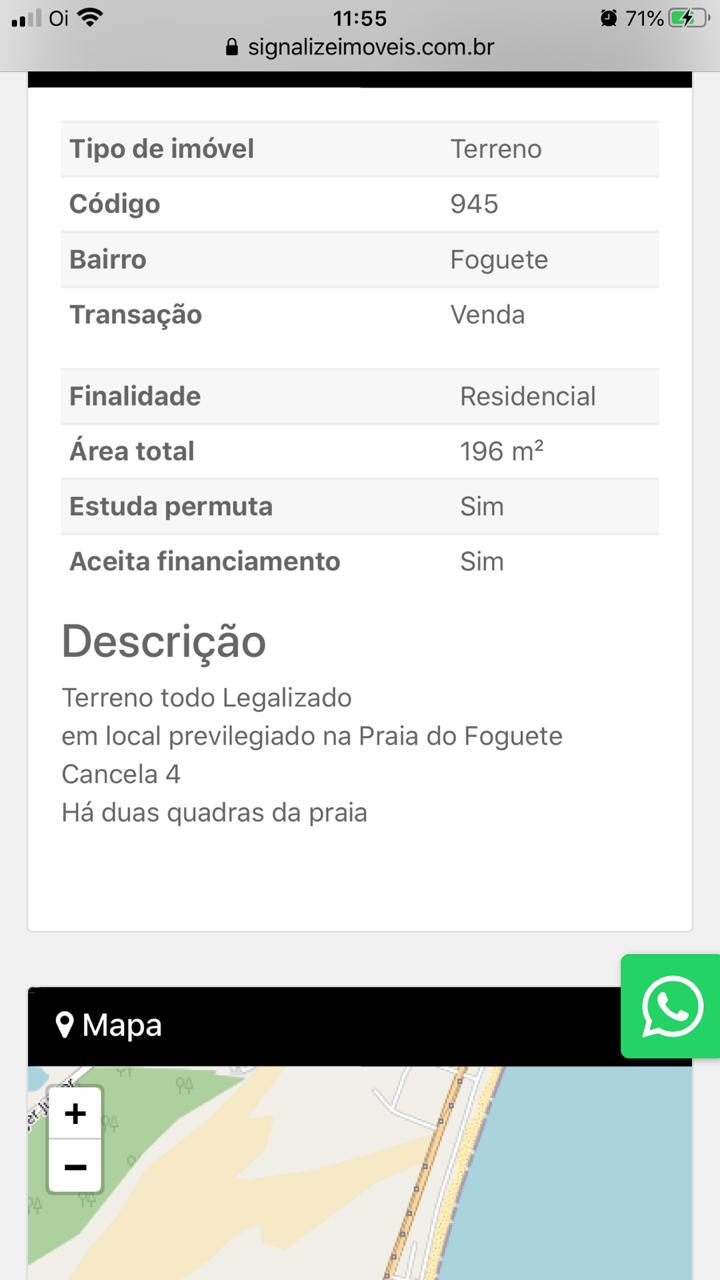 Oi 11:55 71%
signalizeimoveis.com.br
Tipo de imóvel Terreno
Código 945
Bairro Foguete
Transação Venda
Finalidade Residencial
Área total 196 m²
Estuda permuta Sim
Aceita financiamento Sim
Descrição
Terreno todo Legalizado
em local previlegiado na Praia do Foguete
Cancela 4
Há duas quadras da praia
Mapa
+
−